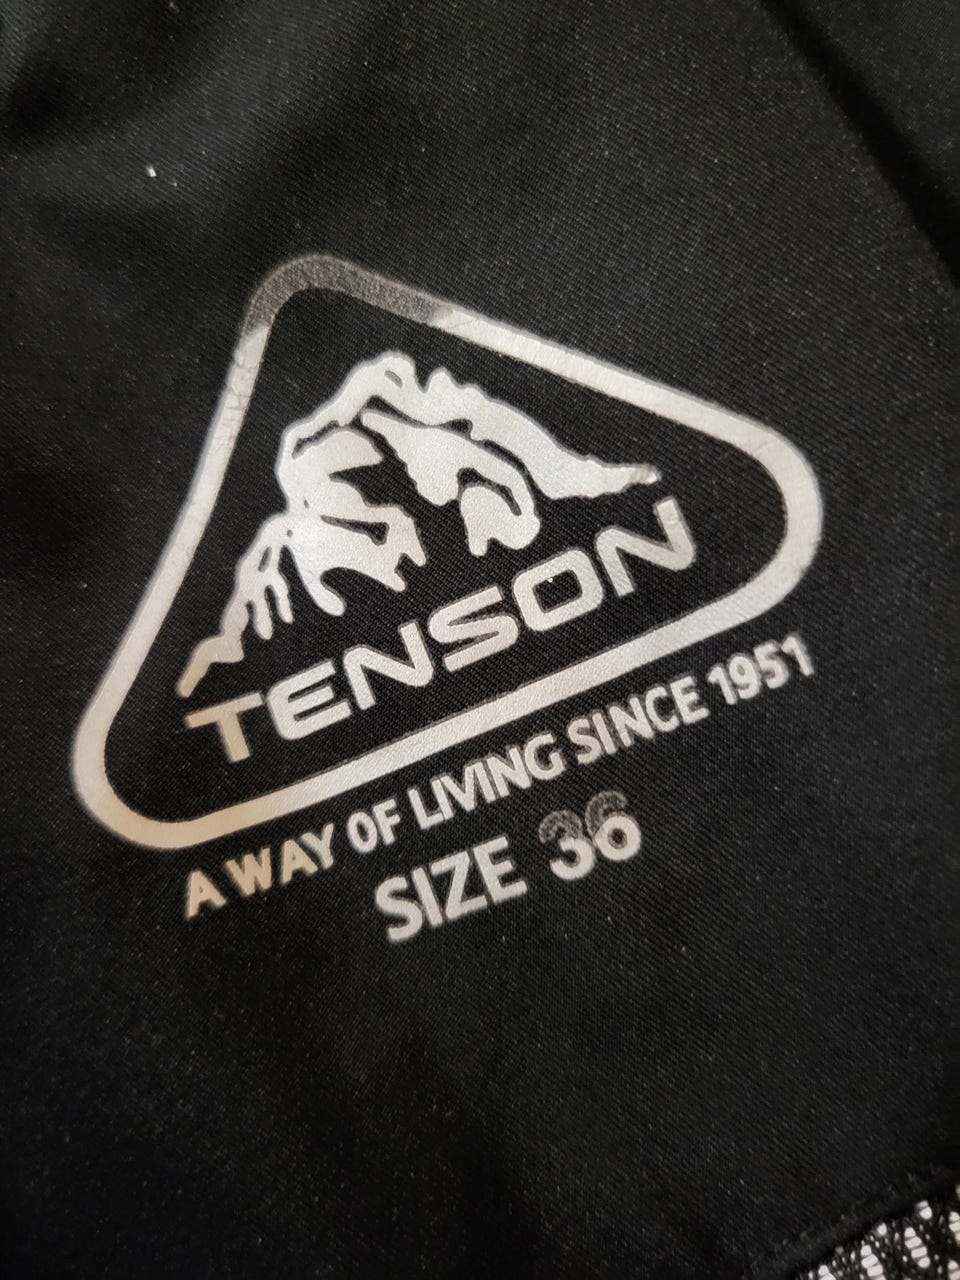 TENSON
A WAY OF LIVING SINCE 1951
SIZE 36